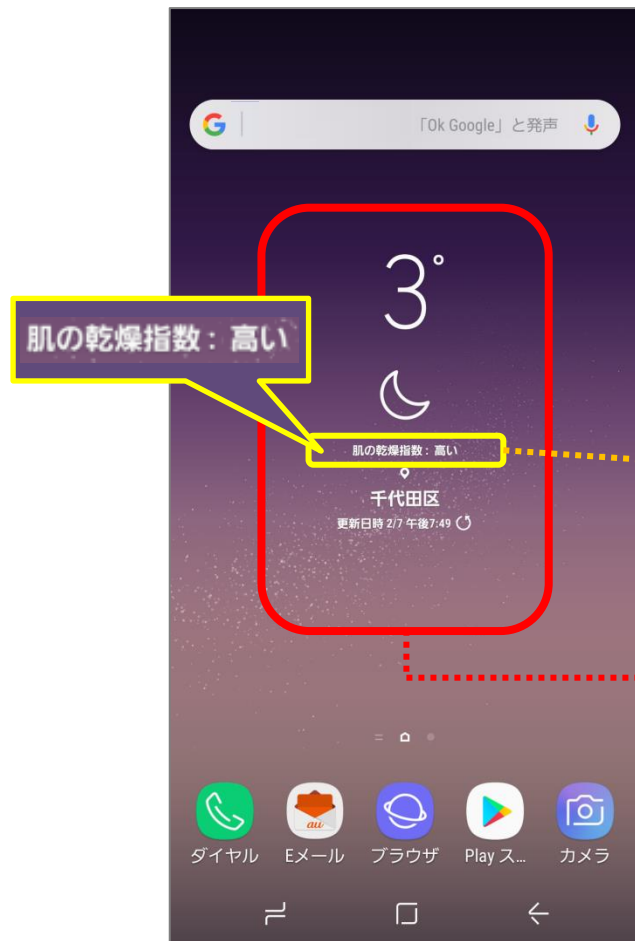 「Ok Google」と発声
3°
肌の乾燥指数： 高い
肌の乾燥指数： 高い
千代田区
更新日時 2/7 午後7:49
au
ダイヤル
Eメール
ブラウザ
Play ス...
カメラ